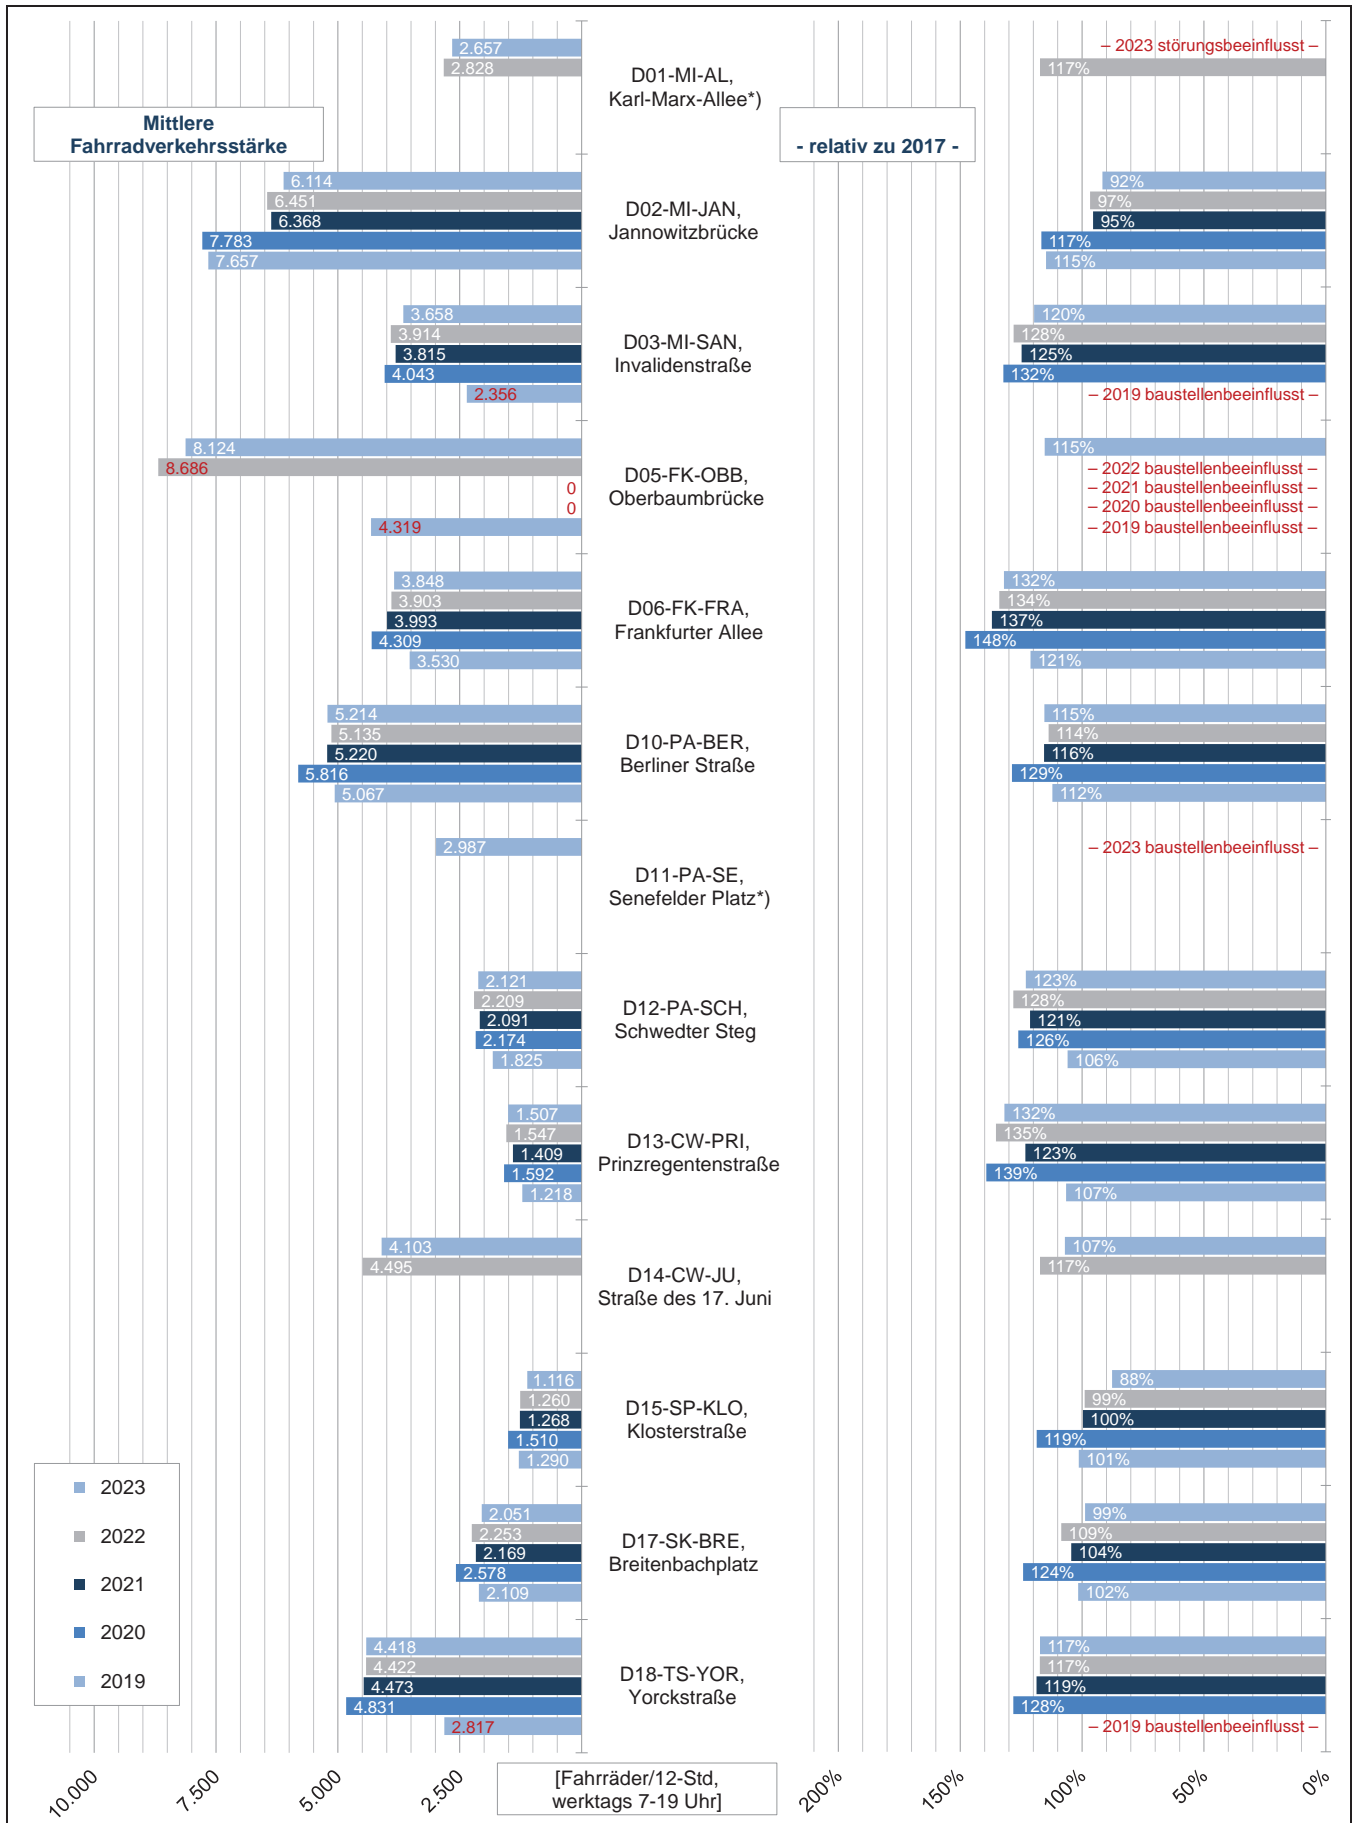 2.657
2.828
D01-MI-AL,
Karl-Marx-Allee*)
– 2023 störungsbeeinflusst –
117%
Mittlere
Fahrradverkehrsstärke
- relativ zu 2017 -
6.114
6.451
6.368
7.783
7.657
D02-MI-JAN,
Jannowitzbrücke
92%
97%
95%
117%
115%
3.658
3.914
3.815
4.043
2.356
D03-MI-SAN,
Invalidenstraße
120%
128%
125%
132%
– 2019 baustellenbeeinflusst –
8.124
8.686
0
0
4.319
D05-FK-OBB,
Oberbaumbrücke
115%
– 2022 baustellenbeeinflusst –
– 2021 baustellenbeeinflusst –
– 2020 baustellenbeeinflusst –
– 2019 baustellenbeeinflusst –
3.848
3.903
3.993
4.309
3.530
D06-FK-FRA,
Frankfurter Allee
132%
134%
137%
148%
121%
5.214
5.135
5.220
5.816
5.067
D10-PA-BER,
Berliner Straße
115%
114%
116%
129%
112%
2.987
D11-PA-SE,
Senefelder Platz*)
– 2023 baustellenbeeinflusst –
2.121
2.209
2.091
2.174
1.825
D12-PA-SCH,
Schwedter Steg
123%
128%
121%
126%
106%
1.507
1.547
1.409
1.592
1.218
D13-CW-PRI,
Prinzregentenstraße
132%
135%
123%
139%
107%
4.103
4.495
D14-CW-JU,
Straße des 17. Juni
107%
117%
1.116
1.260
1.268
1.510
1.290
D15-SP-KLO,
Klosterstraße
88%
99%
100%
119%
101%
2.051
2.253
2.169
2.578
2.109
D17-SK-BRE,
Breitenbachplatz
99%
109%
104%
124%
102%
4.418
4.422
4.473
4.831
2.817
D18-TS-YOR,
Yorckstraße
117%
117%
119%
128%
– 2019 baustellenbeeinflusst –
2023
2022
2021
2020
2019
10.000
7.500
5.000
2.500
[Fahrräder/12-Std,
werktags 7-19 Uhr]
200%
150%
100%
50%
0%